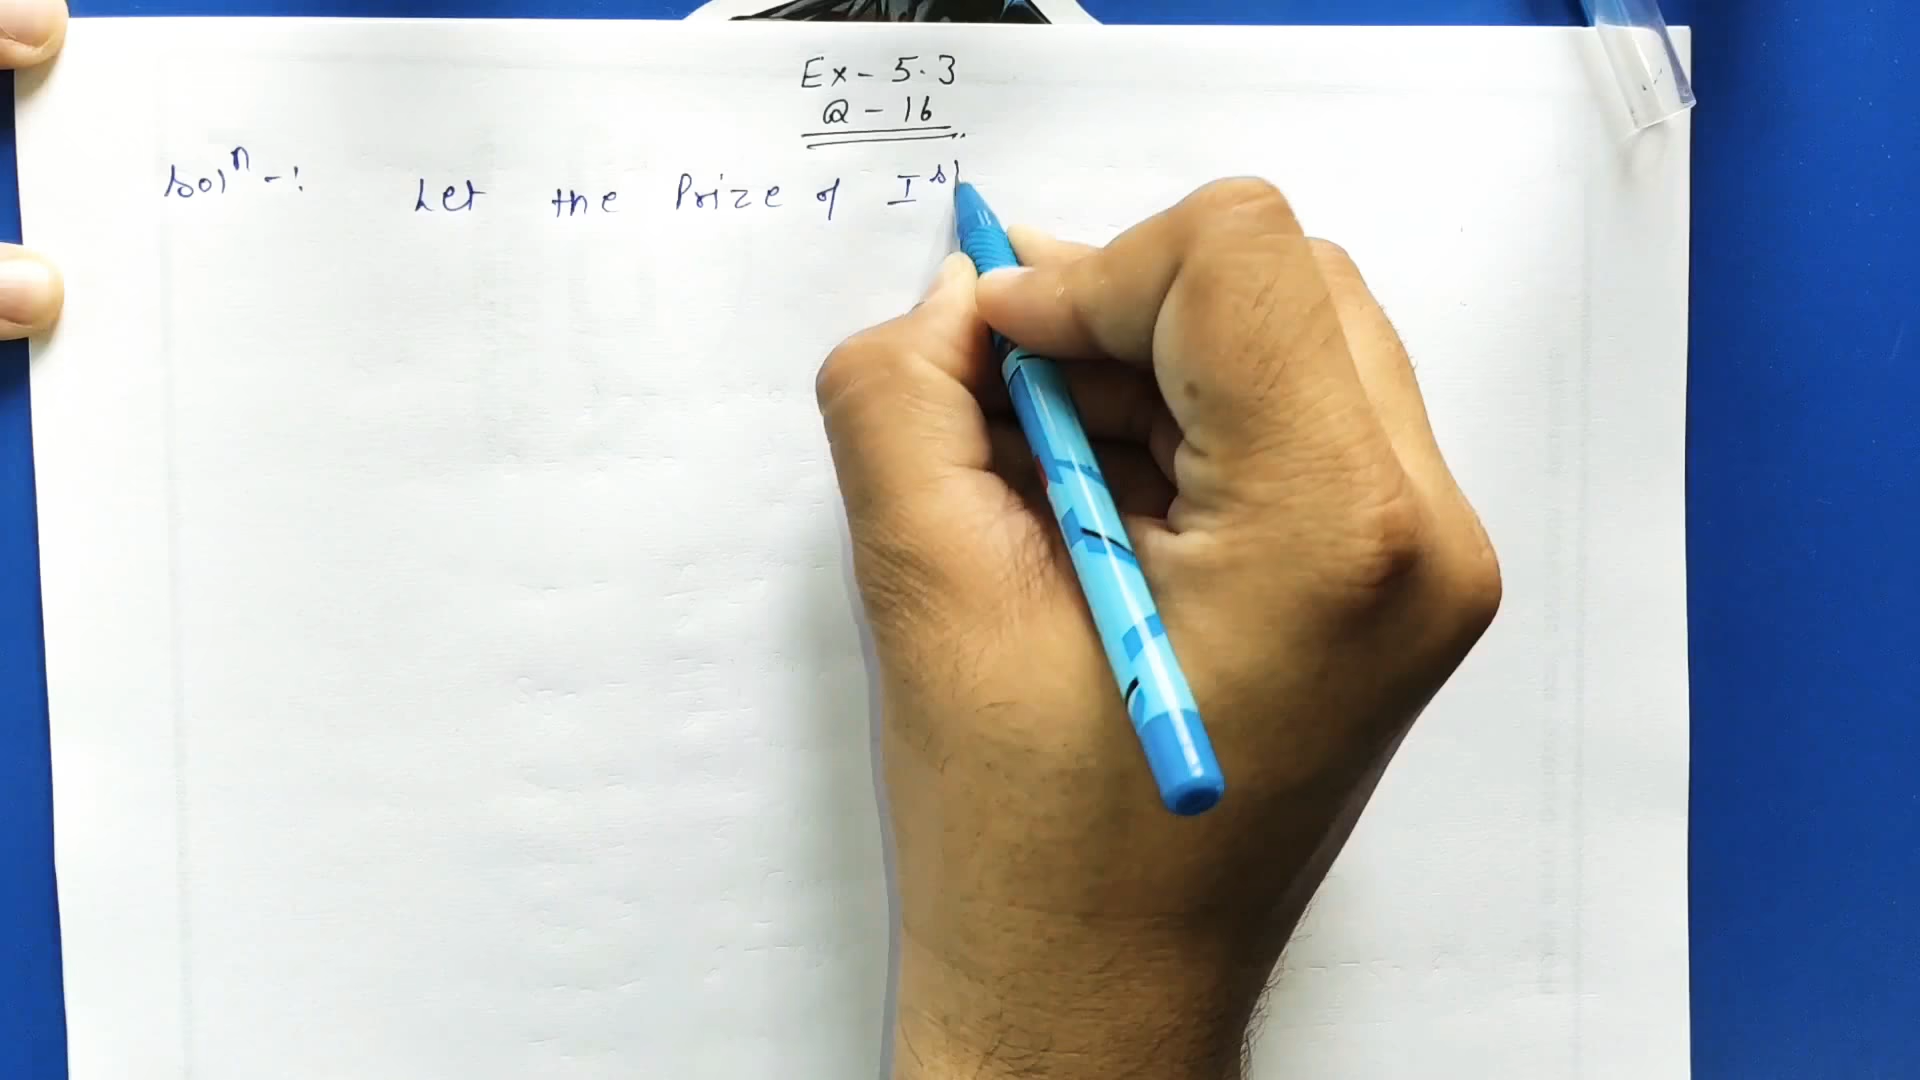 Ex - 5.3
Q - 16
Solⁿ -: Let the Prize of Iˢᵗ